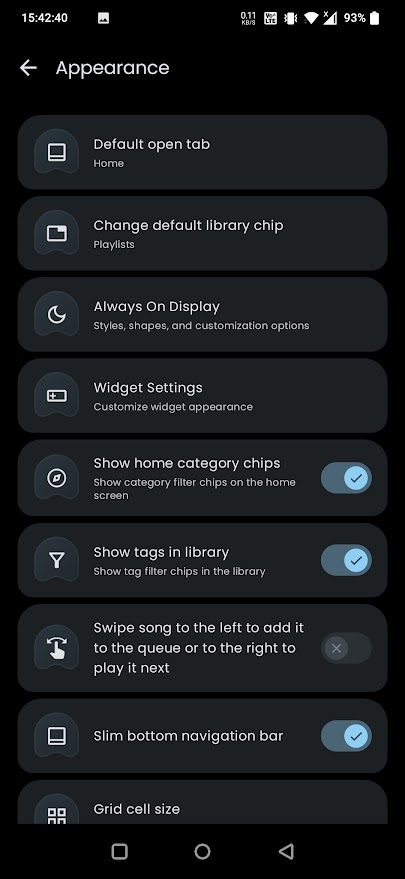 15:42:40
0.11
KB/S
Vo
LTE
X
93%
Appearance
Default open tab
Home
Change default library chip
Playlists
Always On Display
Styles, shapes, and customization options
Widget Settings
Customize widget appearance
Show home category chips
Show category filter chips on the home
screen
Show tags in library
Show tag filter chips in the library
Swipe song to the left to add it
to the queue or to the right to
play it next
Slim bottom navigation bar
Grid cell size